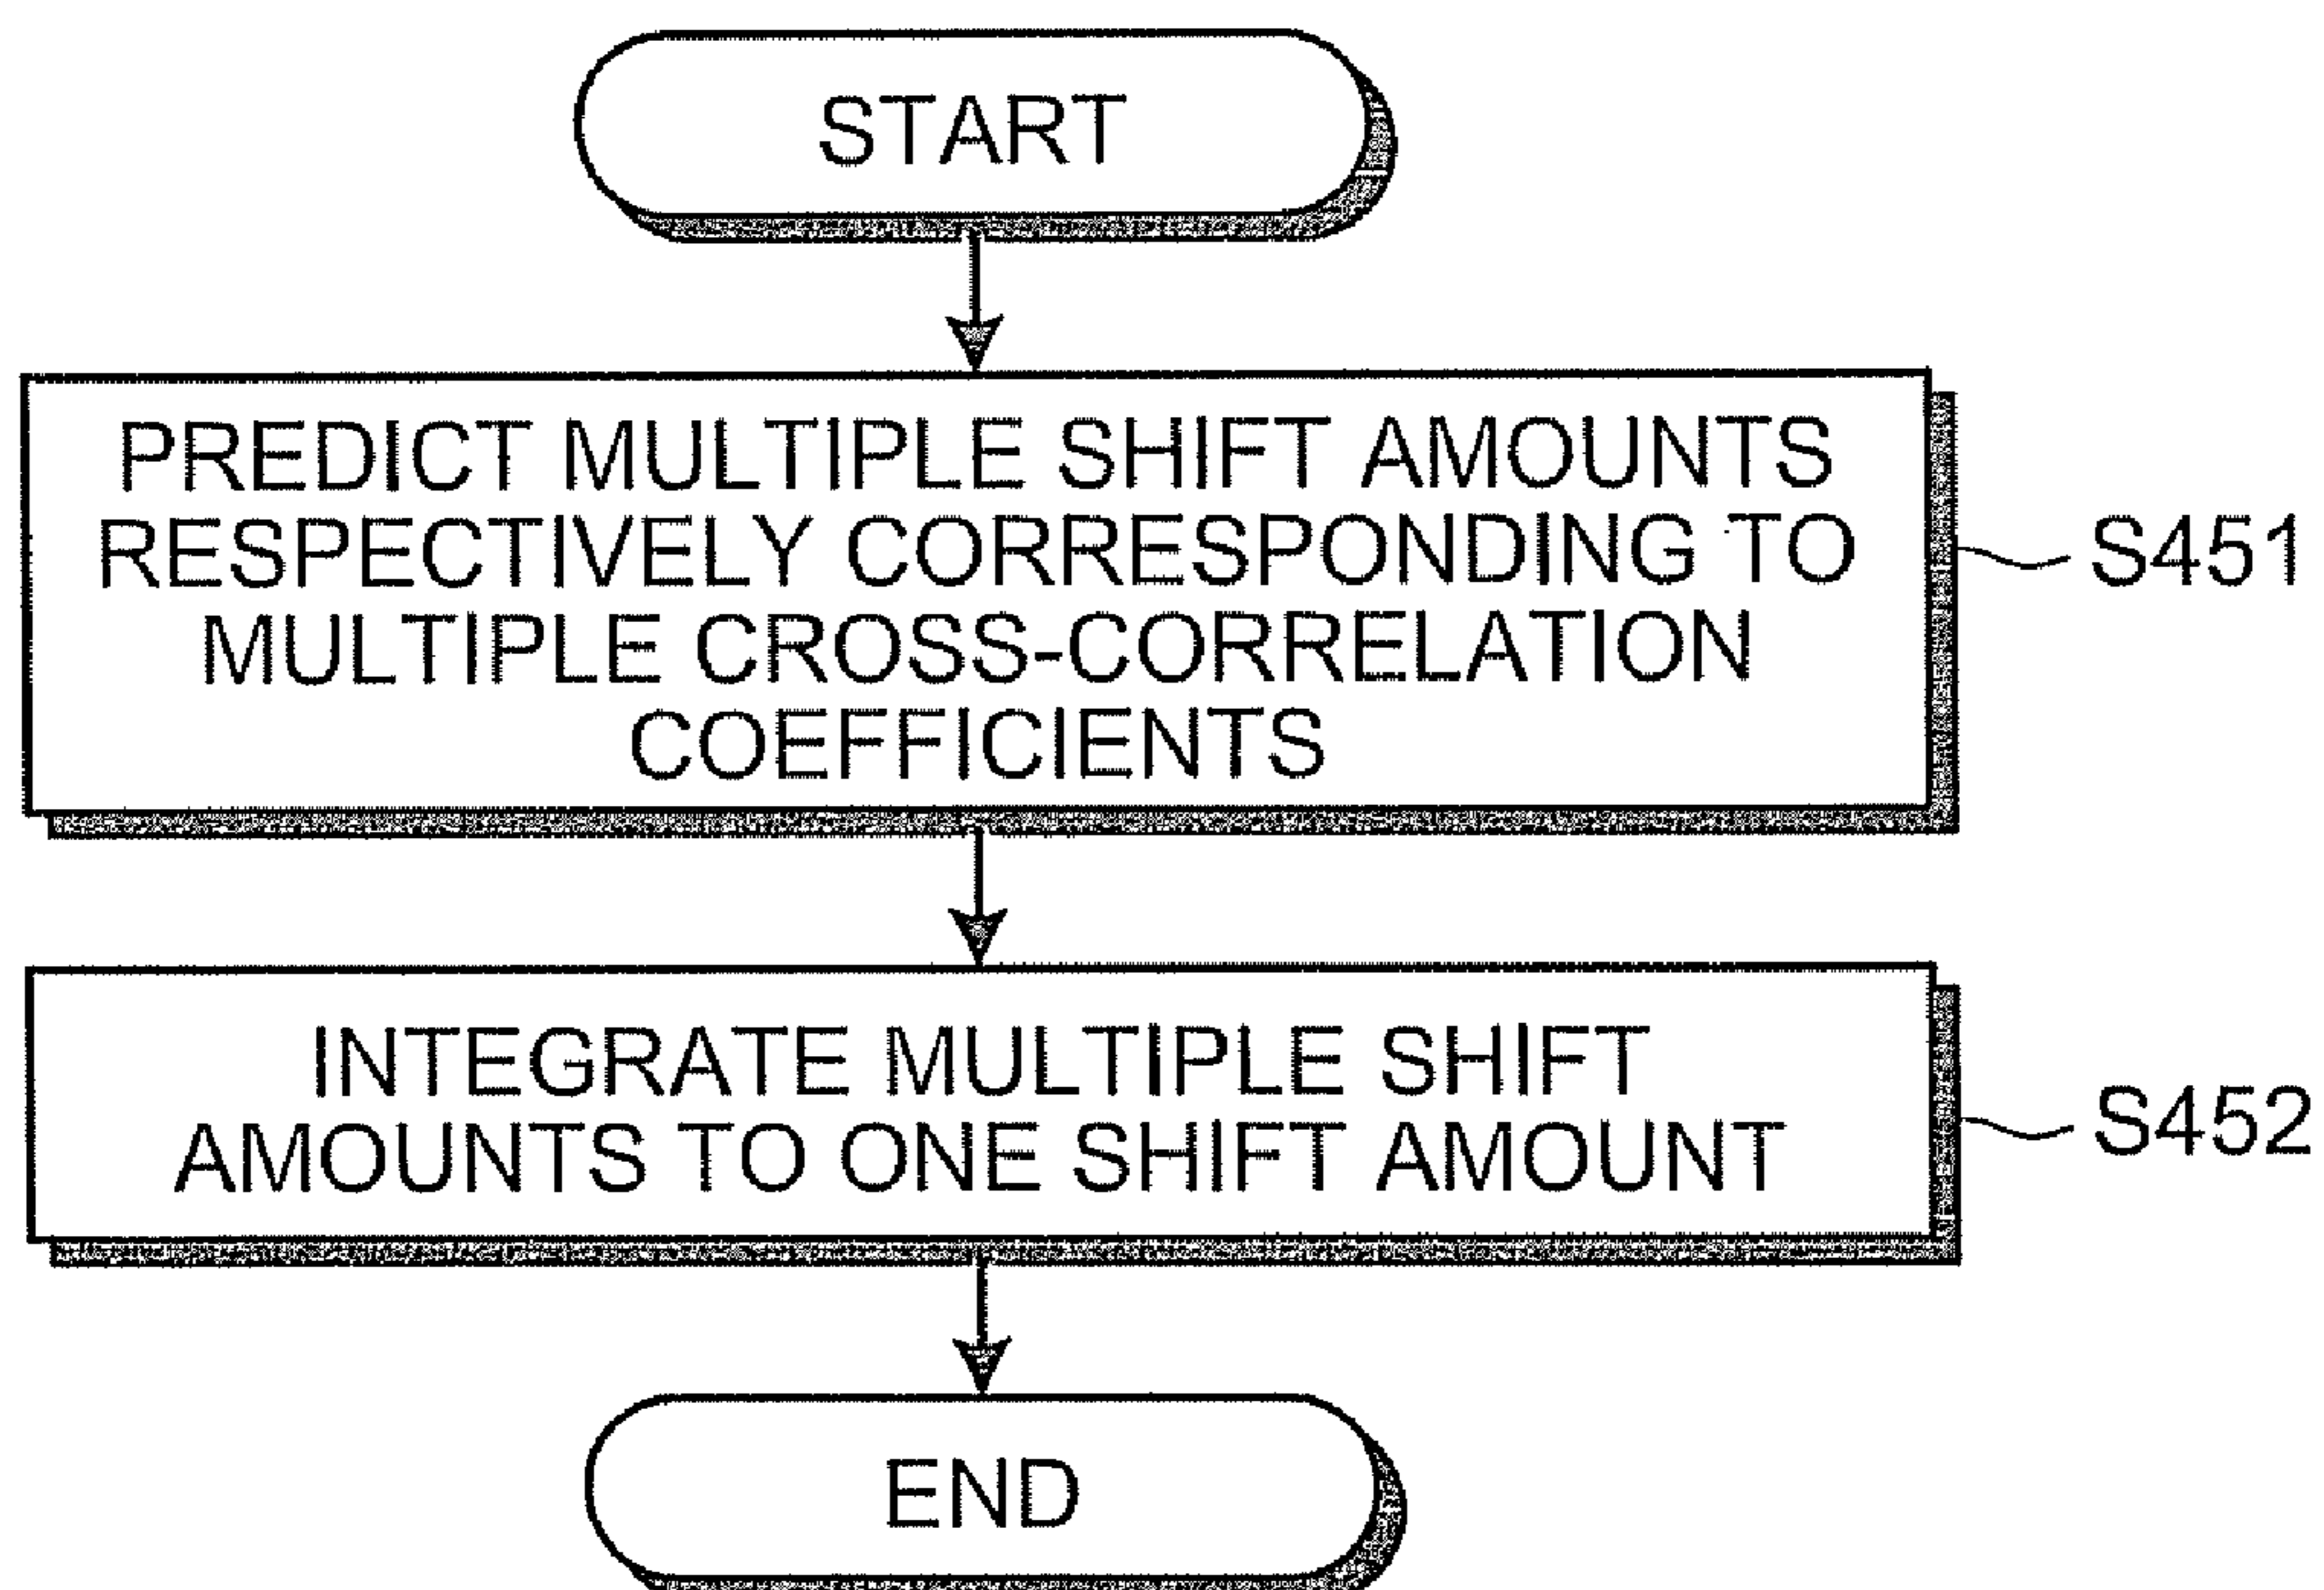 START
PREDICT MULTIPLE SHIFT AMOUNTS
RESPECTIVELY CORRESPONDING TO
MULTIPLE CROSS-CORRELATION
COEFFICIENTS
S451
INTEGRATE MULTIPLE SHIFT
AMOUNTS TO ONE SHIFT AMOUNT
S452
END